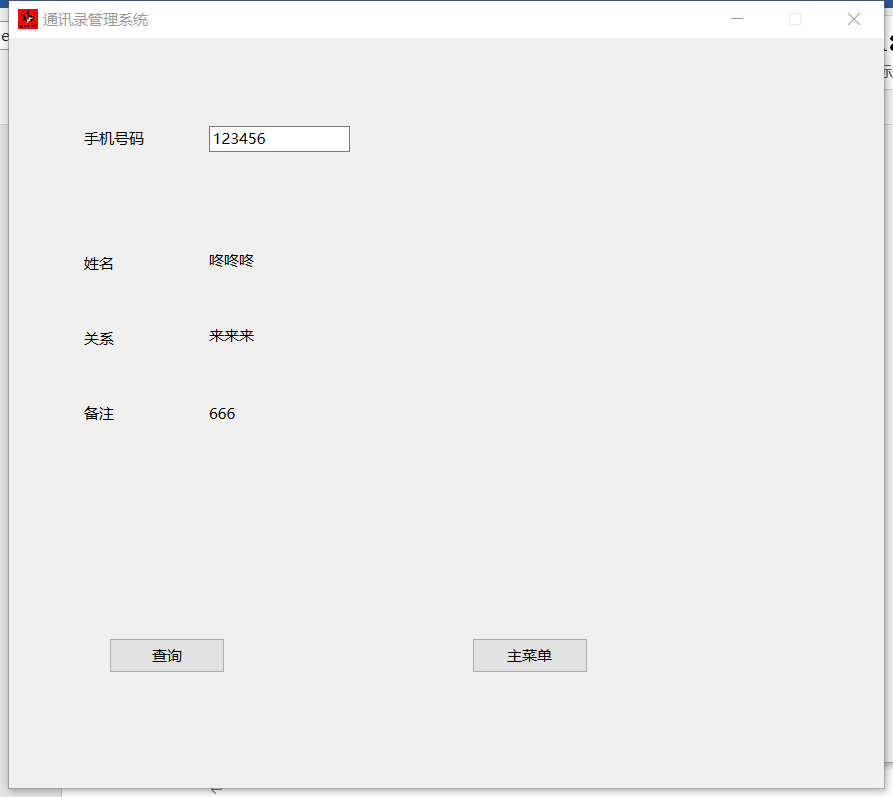 通讯录管理系统
手机号码 123456
姓名 咚咚咚
关系 来来来
备注 666
查询 主菜单